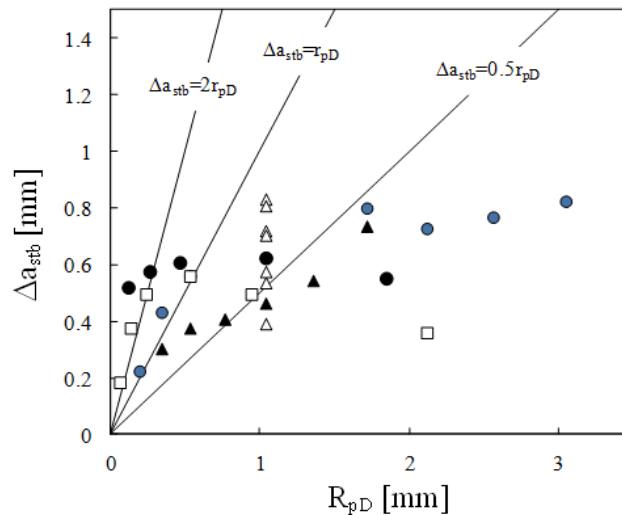 1.4
1.2
1
0.8
0.6
0.4
0.2
0
Δa_stb [mm]
Δa_stb=2r_pD
Δa_stb=r_pD
Δa_stb=0.5r_pD
0 1 2 3
R_pD [mm]